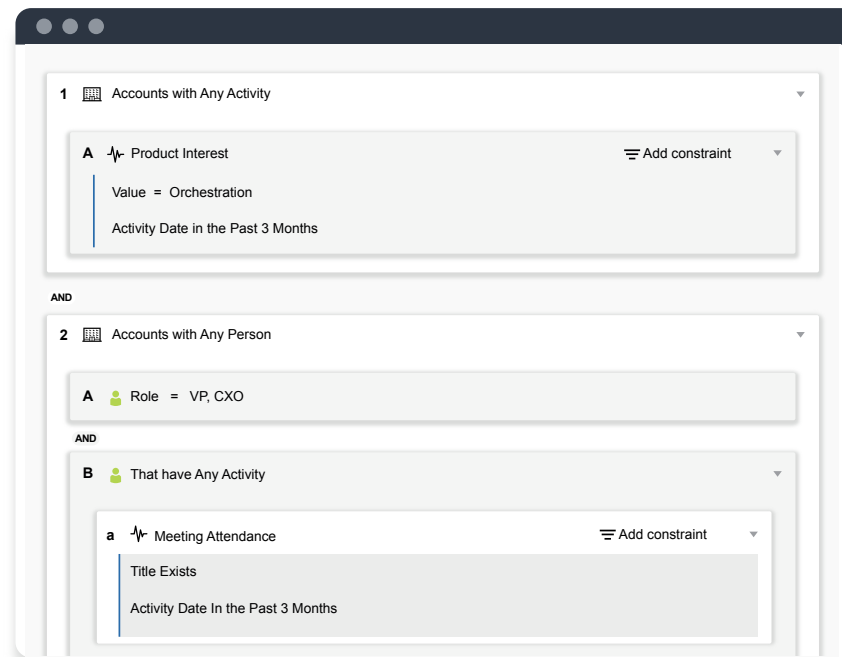 1 Accounts with Any Activity
A Product Interest Add constraint
Value = Orchestration
Activity Date in the Past 3 Months
AND
2 Accounts with Any Person
A Role = VP, CXO
AND
B That have Any Activity
a Meeting Attendance Add constraint
Title Exists
Activity Date In the Past 3 Months